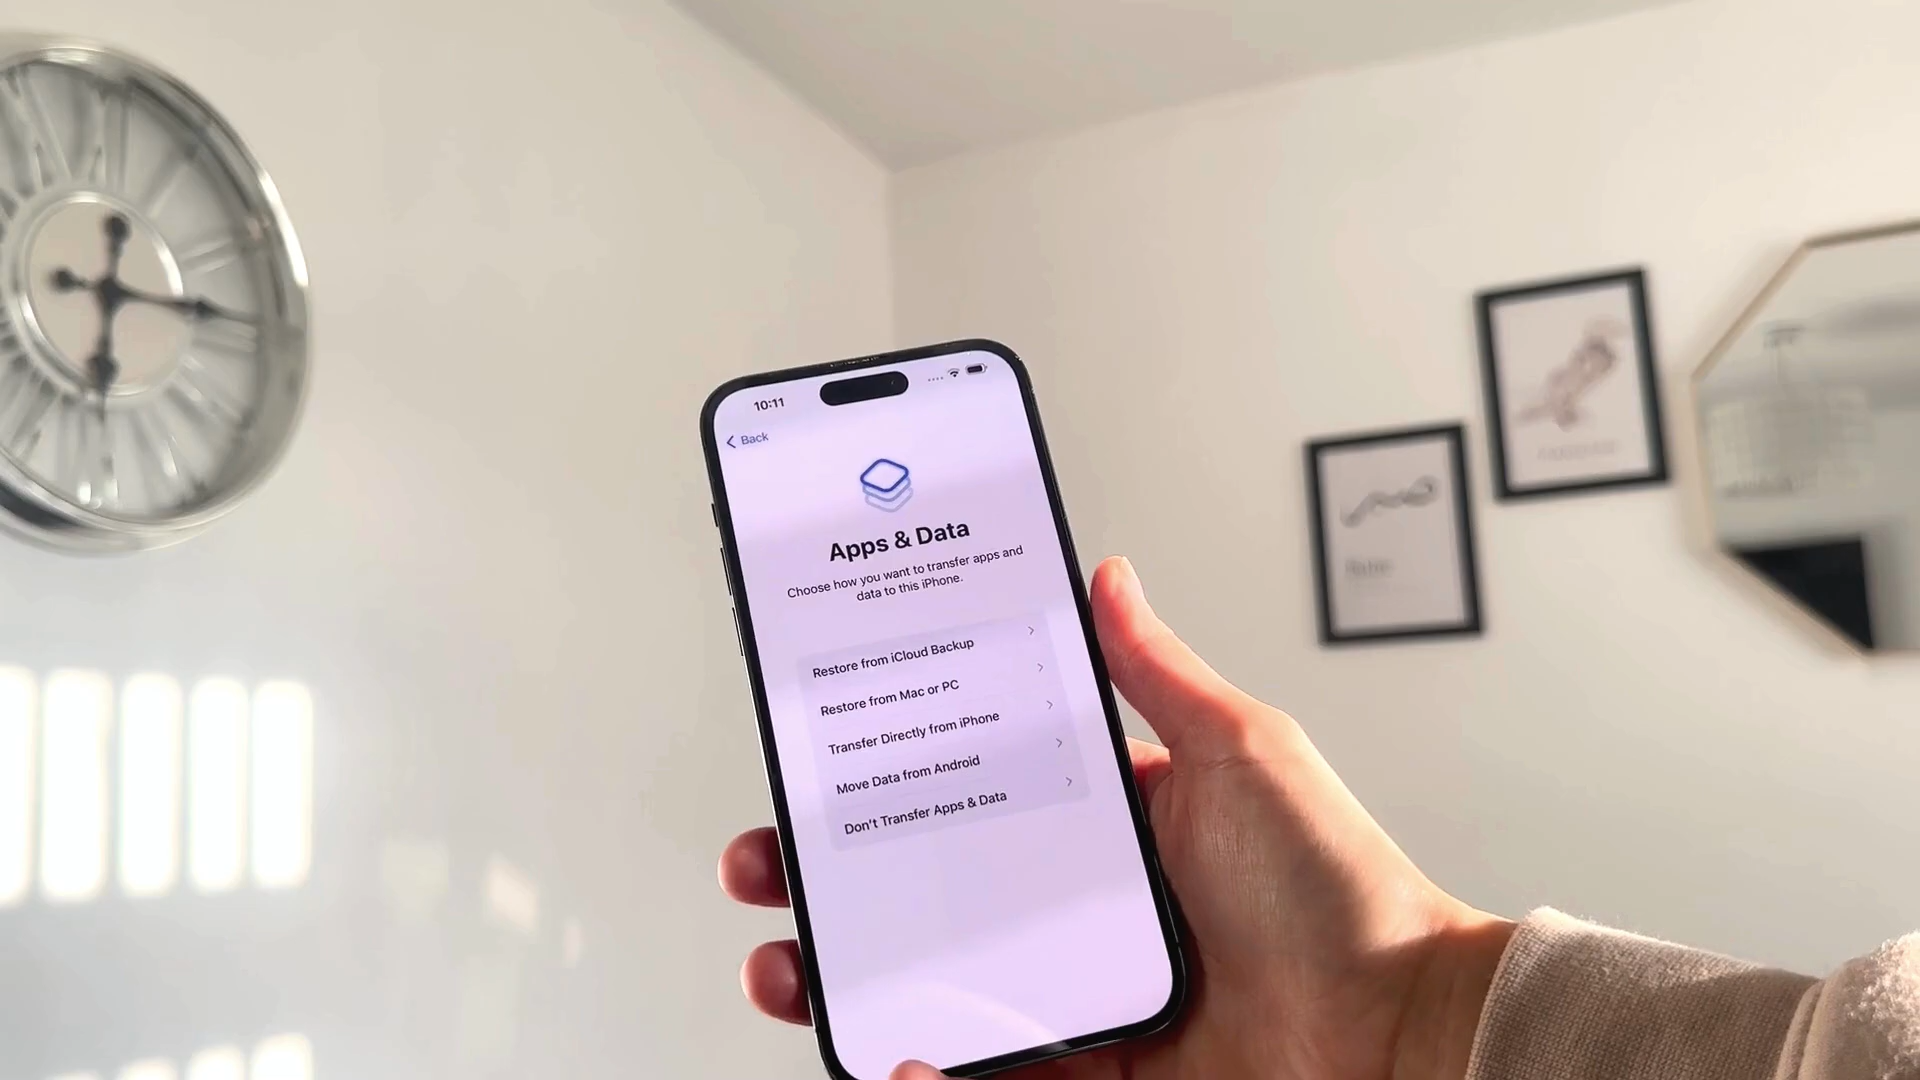 10:11
Back
Apps & Data
Choose how you want to transfer apps and
data to this iPhone.
Restore from iCloud Backup
Restore from Mac or PC
Transfer Directly from iPhone
Move Data from Android
Don't Transfer Apps & Data